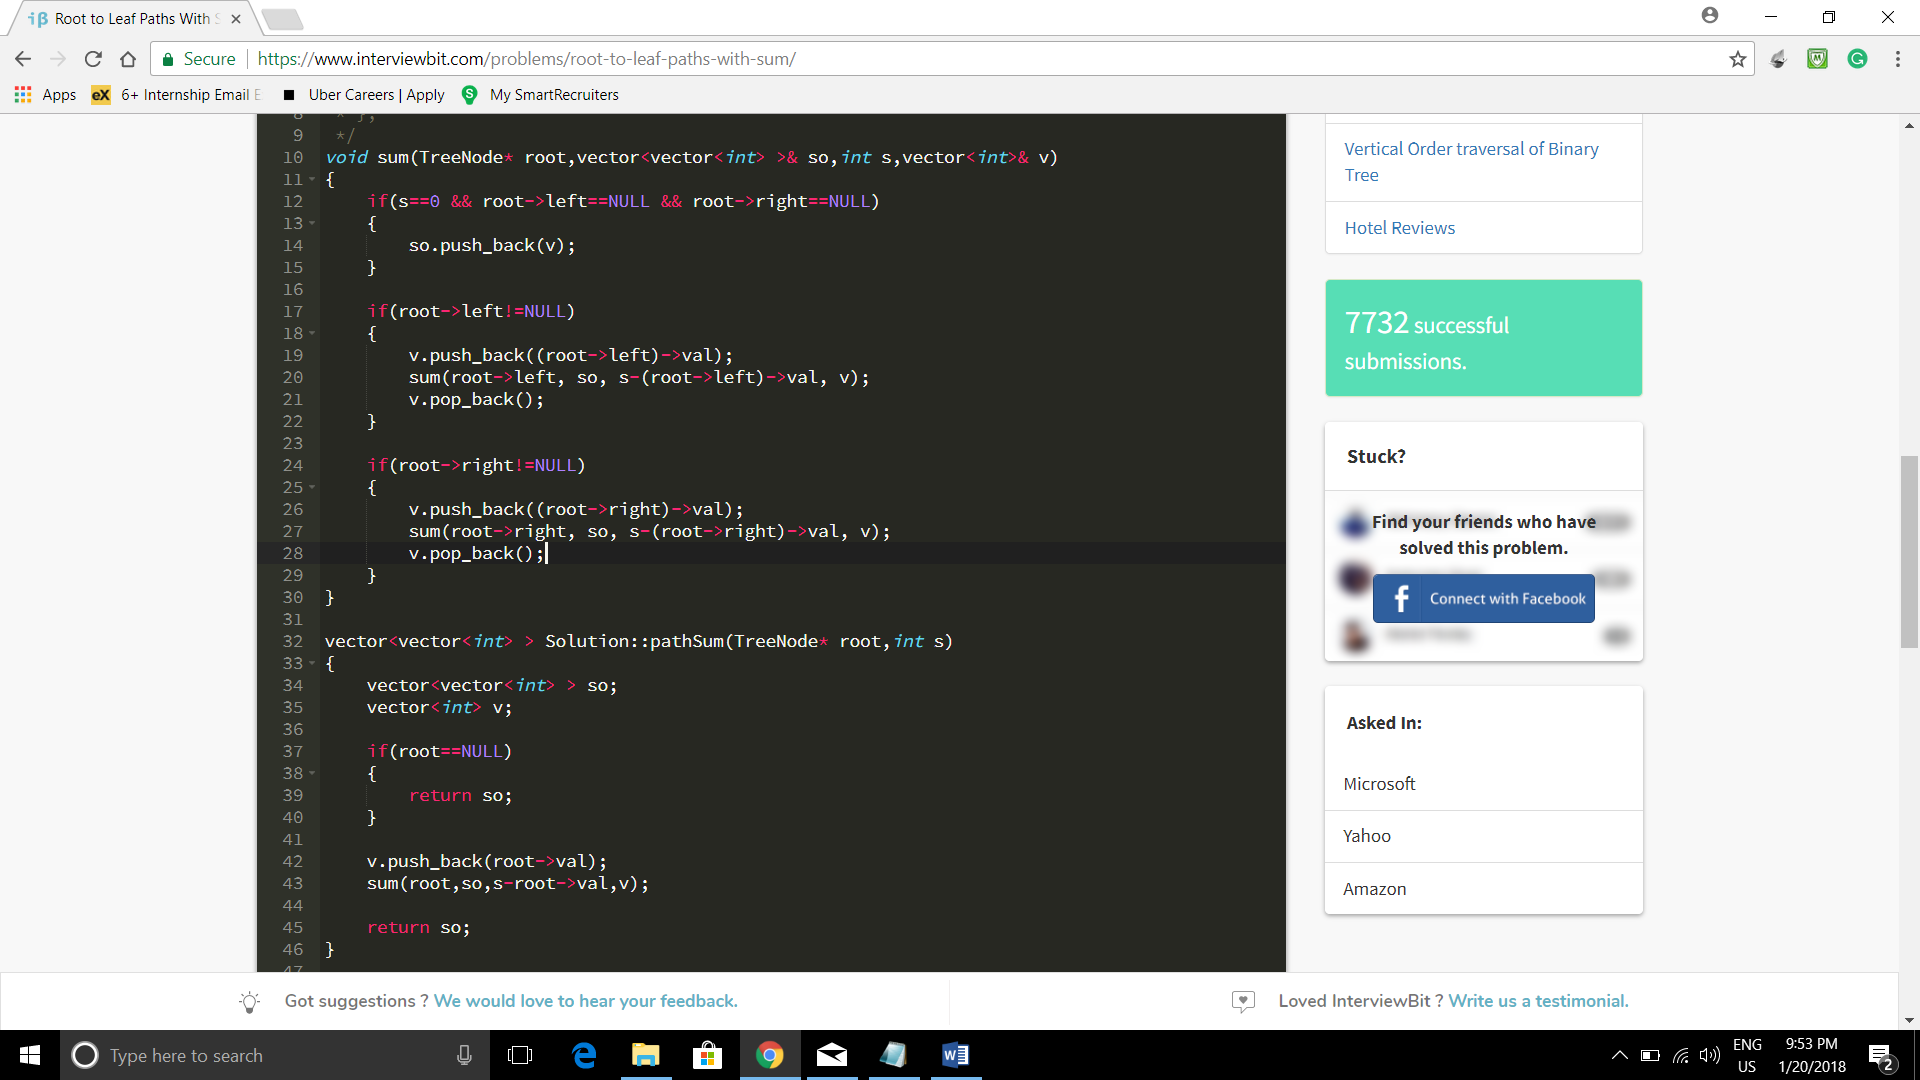 Root to Leaf Paths With
Secure
https://www.interviewbit.com/problems/root-to-leaf-paths-with-sum/
Apps
eX
6+ Internship Email
Uber Careers | Apply
S
My SmartRecruiters
8 * };
9 */
10 void sum(TreeNode* root,vector<vector<int> >& so,int s,vector<int>& v)
11 {
12 if(s==0 && root->left==NULL && root->right==NULL)
13 {
14 so.push_back(v);
15 }
16
17 if(root->left!=NULL)
18 {
19 v.push_back((root->left)->val);
20 sum(root->left, so, s-(root->left)->val, v);
21 v.pop_back();
22 }
23
24 if(root->right!=NULL)
25 {
26 v.push_back((root->right)->val);
27 sum(root->right, so, s-(root->right)->val, v);
28 v.pop_back();
29 }
30 }
31
32 vector<vector<int> > Solution::pathSum(TreeNode* root,int s)
33 {
34 vector<vector<int> > so;
35 vector<int> v;
36
37 if(root==NULL)
38 {
39 return so;
40 }
41
42 v.push_back(root->val);
43 sum(root,so,s-root->val,v);
44
45 return so;
46 }
47
Vertical Order traversal of Binary
Tree
Hotel Reviews
7732 successful
submissions.
Stuck?
Find your friends who have
solved this problem.
f Connect with Facebook
Asked In:
Microsoft
Yahoo
Amazon
Got suggestions ? We would love to hear your feedback.
Loved InterviewBit ? Write us a testimonial.
Type here to search
ENG
US
9:53 PM
1/20/2018
2